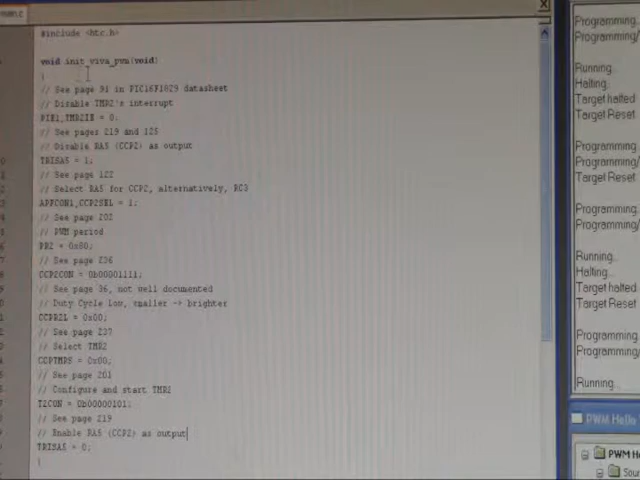 #include <htc.h>
void init_viva_pwm(void)
{
// See page 91 in PIC16F1829 datasheet
// Disable TMR2's interrupt
PIE1,TMR2IE = 0;
// See pages 219 and 125
// Disable RA5 (CCP2) as output
TRISA5 = 1;
// See page 122
// Select RA5 for CCP2, alternatively, RC3
APFCON1,CCP2SEL = 1;
// See page 202
// PWM period
PR2 = 0x80;
// See page 236
CCP2CON = 0b00001111;
// See page 36, not well documented
// Duty Cycle low, smaller -> brighter
CCPR2L = 0x00;
// See page 237
// Select TMR2
CCPTMRS = 0x00;
// See page 201
// Configure and start TMR2
T2CON = 0b00000101;
// See page 219
// Enable RA5 (CCP2) as output
TRISA5 = 0;
Programming..
Programming/
Running..
Halting..
Target halted
Target Reset
Programming..
Programming/
Target Reset
Programming..
Programming/
Running..
Halting..
Target halted
Target Reset
Programming..
Programming/
Running..
PWM Hello
PWM He
Sour